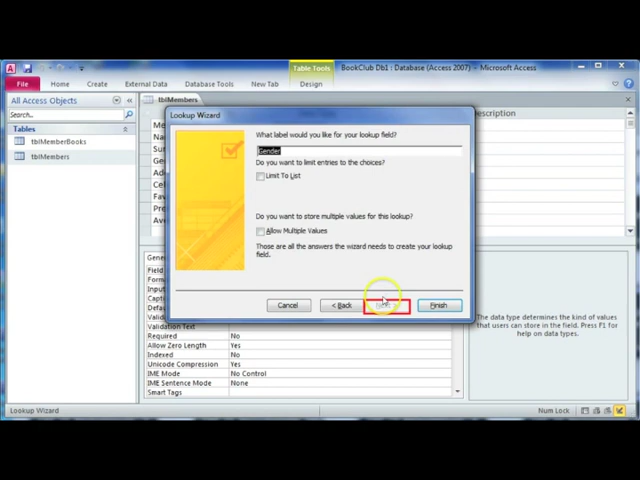 Table Tools
BookClub Db1 : Database (Access 2007) - Microsoft Access
File
Home
Create
External Data
Database Tools
New Tab
Design
All Access Objects
Search...
Tables
tblMemberBooks
tblMembers
tblMembers
Description
Lookup Wizard
What label would you like for your lookup field?
Gender
Do you want to limit entries to the choices?
Limit To List
Do you want to store multiple values for this lookup?
Allow Multiple Values
Those are all the answers the wizard needs to create your lookup
field.
Cancel
< Back
Finish
Validation Text
Required No
Allow Zero Length Yes
Indexed No
Unicode Compression Yes
IME Mode No Control
IME Sentence Mode None
Smart Tags
The data type determines the kind of values
that users can store in the field. Press F1 for
help on data types.
Lookup Wizard
Num Lock